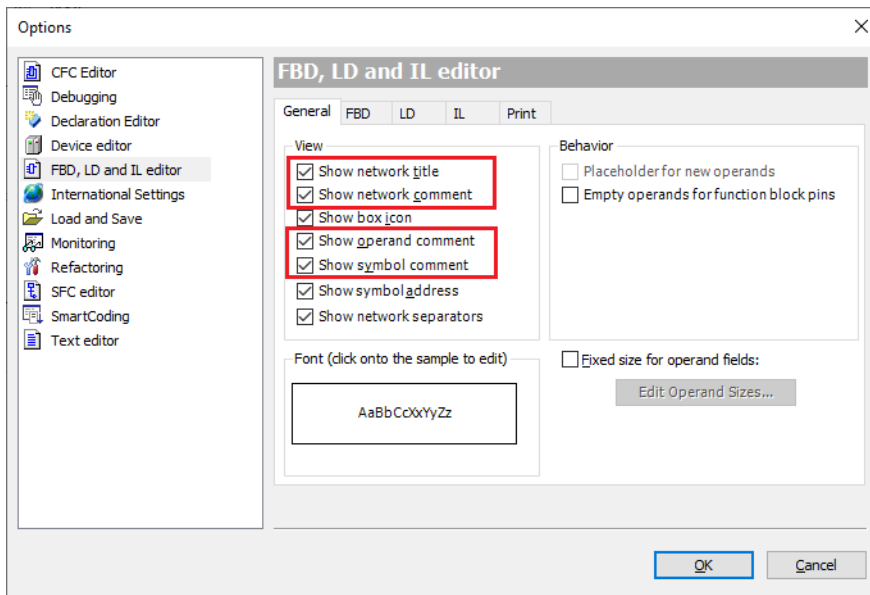 Options
CFC Editor
Debugging
Declaration Editor
Device editor
FBD, LD and IL editor
International Settings
Load and Save
Monitoring
Refactoring
SFC editor
SmartCoding
Text editor
FBD, LD and IL editor
General FBD LD IL Print
View
Show network title
Show network comment
Show box icon
Show operand comment
Show symbol comment
Show symbol address
Show network separators
Behavior
Placeholder for new operands
Empty operands for function block pins
Font (click onto the sample to edit)
AaBbCcXxYyZz
Fixed size for operand fields:
Edit Operand Sizes...
OK Cancel